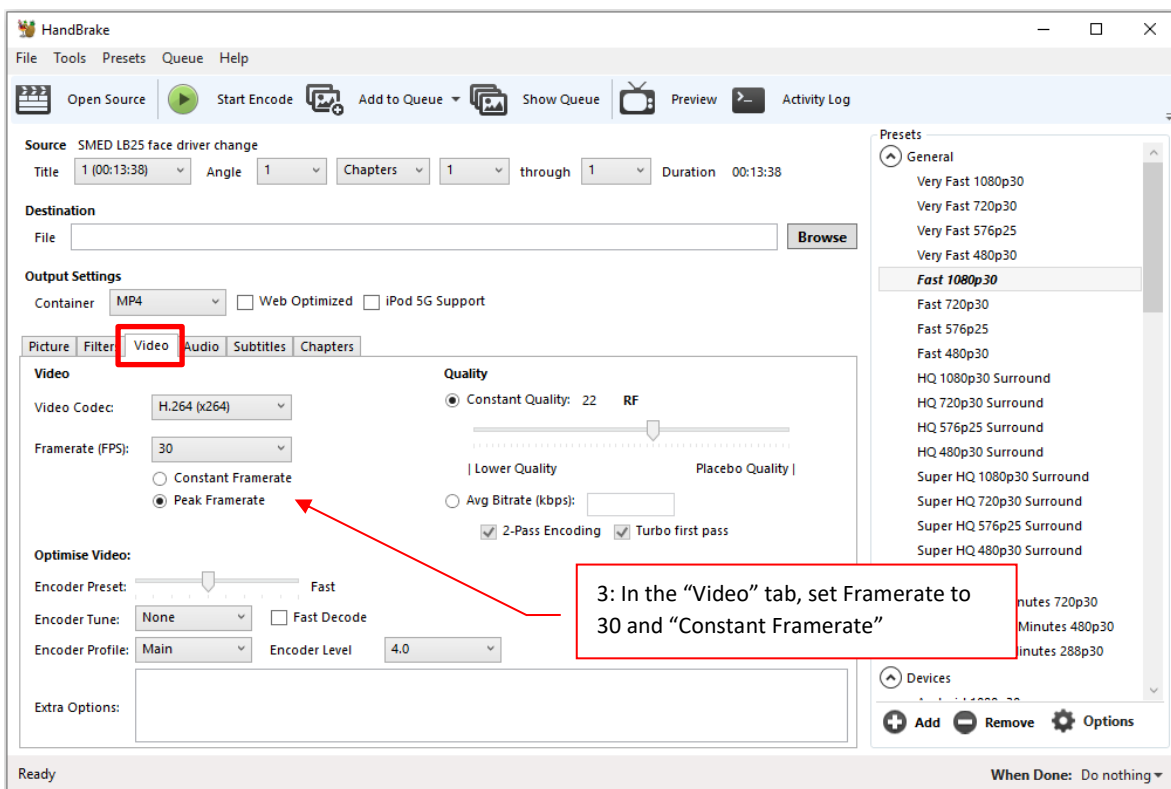 HandBrake
File Tools Presets Queue Help
Open Source Start Encode Add to Queue Show Queue Preview Activity Log
Source SMED LB25 face driver change
Title 1 (00:13:38) Angle 1 Chapters 1 through 1 Duration 00:13:38
Destination
File Browse
Output Settings
Container MP4 Web Optimized iPod 5G Support
Picture Filters Video Audio Subtitles Chapters
Video
Video Codec: H.264 (x264)
Framerate (FPS): 30
Constant Framerate
Peak Framerate
Quality
Constant Quality: 22 RF
| Lower Quality Placebo Quality |
Avg Bitrate (kbps):
2-Pass Encoding Turbo first pass
Optimise Video:
Encoder Preset: Fast
Encoder Tune: None Fast Decode
Encoder Profile: Main Encoder Level 4.0
Extra Options:
3: In the “Video” tab, set Framerate to
30 and “Constant Framerate”
Presets
General
Very Fast 1080p30
Very Fast 720p30
Very Fast 576p25
Very Fast 480p30
Fast 1080p30
Fast 720p30
Fast 576p25
Fast 480p30
HQ 1080p30 Surround
HQ 720p30 Surround
HQ 576p25 Surround
HQ 480p30 Surround
Super HQ 1080p30 Surround
Super HQ 720p30 Surround
Super HQ 576p25 Surround
Super HQ 480p30 Surround
720p30
Minutes 480p30
288p30
Devices
Add Remove Options
Ready When Done: Do nothing